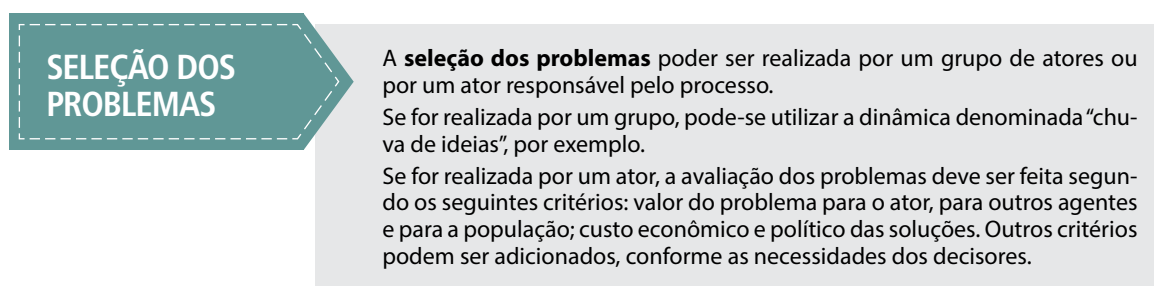 SELEÇÃO DOS
PROBLEMAS
A seleção dos problemas poder ser realizada por um grupo de atores ou
por um ator responsável pelo processo.
Se for realizada por um grupo, pode-se utilizar a dinâmica denominada “chu-
va de ideias”, por exemplo.
Se for realizada por um ator, a avaliação dos problemas deve ser feita segun-
do os seguintes critérios: valor do problema para o ator, para outros agentes
e para a população; custo econômico e político das soluções. Outros critérios
podem ser adicionados, conforme as necessidades dos decisores.